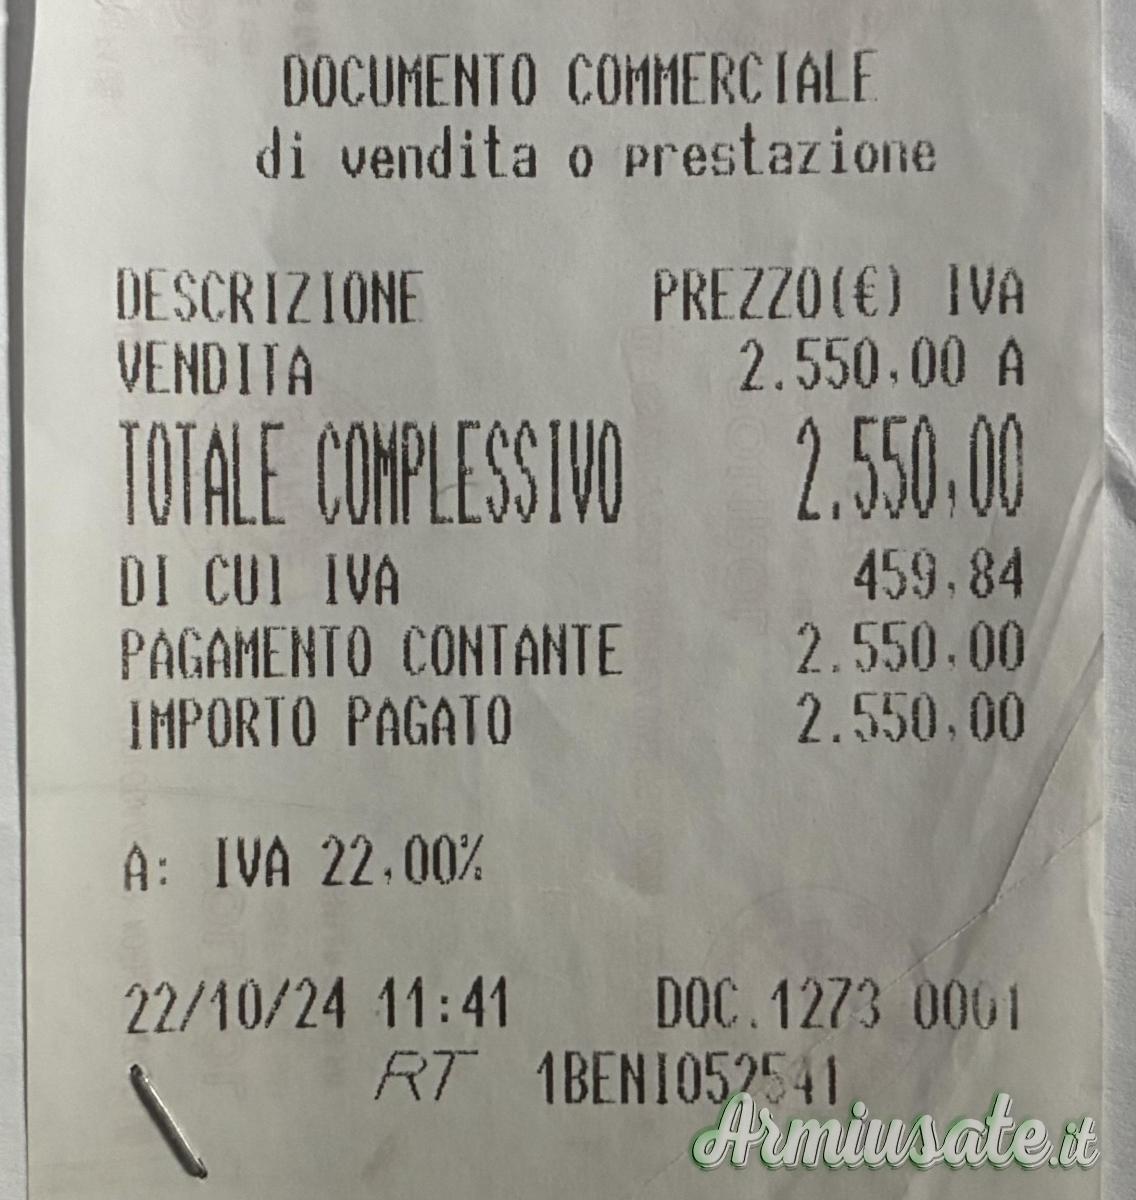 DOCUMENTO COMMERCIALE
di vendita o prestazione
DESCRIZIONE PREZZO(€) IVA
VENDITA 2.550,00 A
TOTALE COMPLESSIVO 2.550,00
DI CUI IVA 459,84
PAGAMENTO CONTANTE 2.550,00
IMPORTO PAGATO 2.550,00
A: IVA 22,00%
22/10/24 11:41 DOC.1273 0001
RT 1BENI052541
Armiusate.it